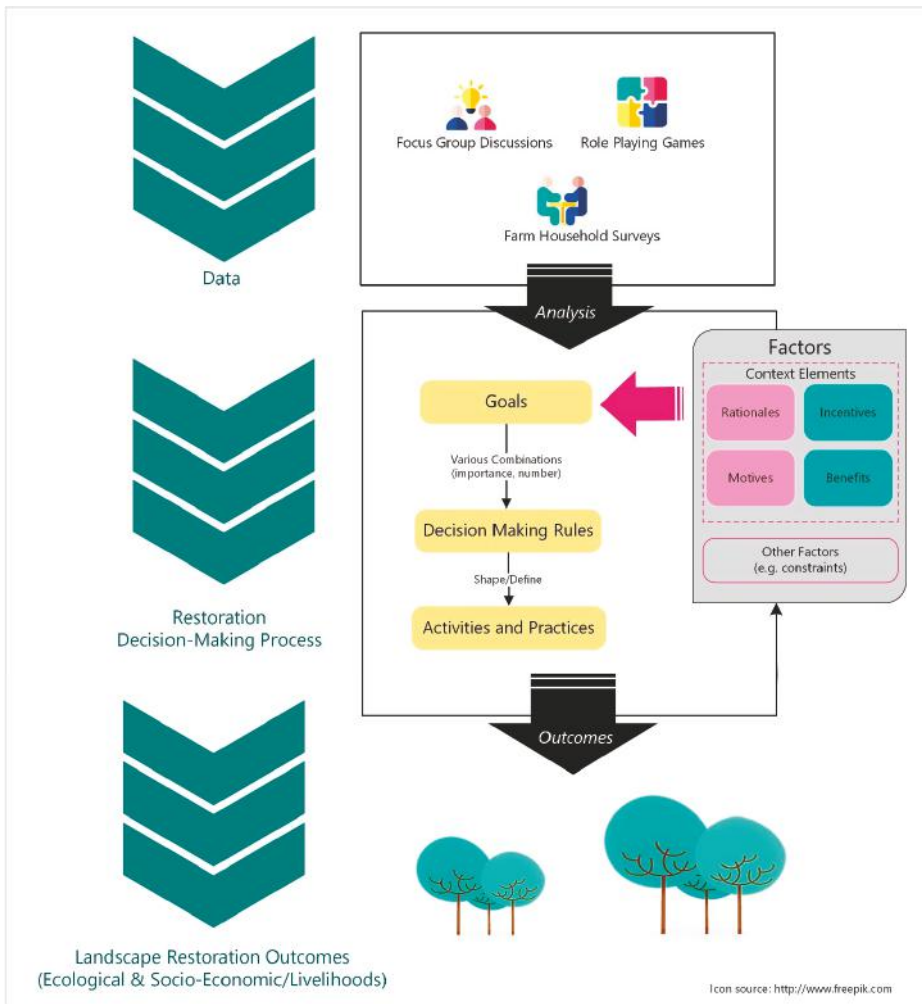 Focus Group Discussions
Role Playing Games
Farm Household Surveys
Data
Analysis
Factors
Context Elements
Rationales
Incentives
Motives
Benefits
Other Factors
(e.g. constraints)
Goals
Various Combinations
(importance, number)
Decision Making Rules
Shape/Define
Activities and Practices
Restoration
Decision-Making Process
Outcomes
Landscape Restoration Outcomes
(Ecological & Socio-Economic/Livelihoods)
Icon source: http://www.freepik.com